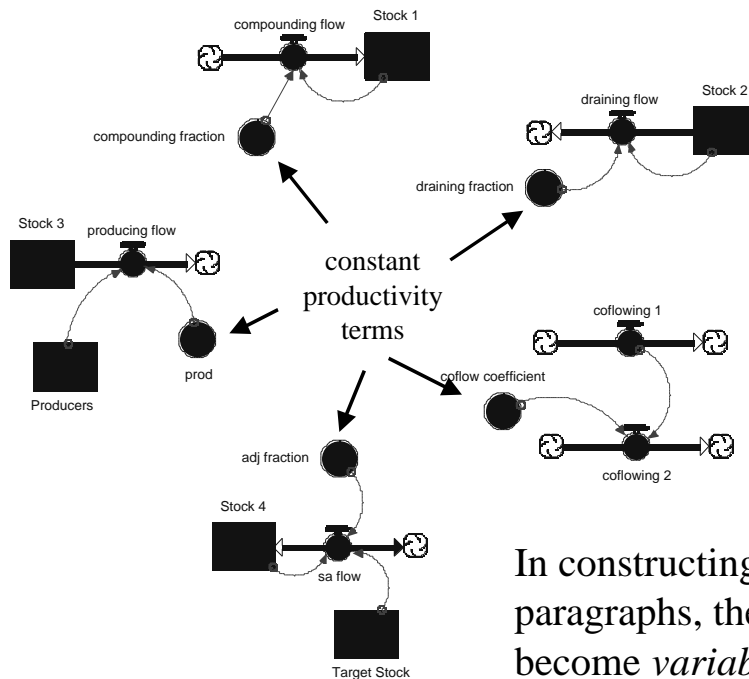 compounding flow
Stock 1
compounding fraction
draining flow
Stock 2
draining fraction
Stock 3
producing flow
Producers
prod
constant
productivity
terms
coflowing 1
coflow coefficient
coflowing 2
adj fraction
Stock 4
sa flow
Target Stock
In constructing
paragraphs, the
become variab